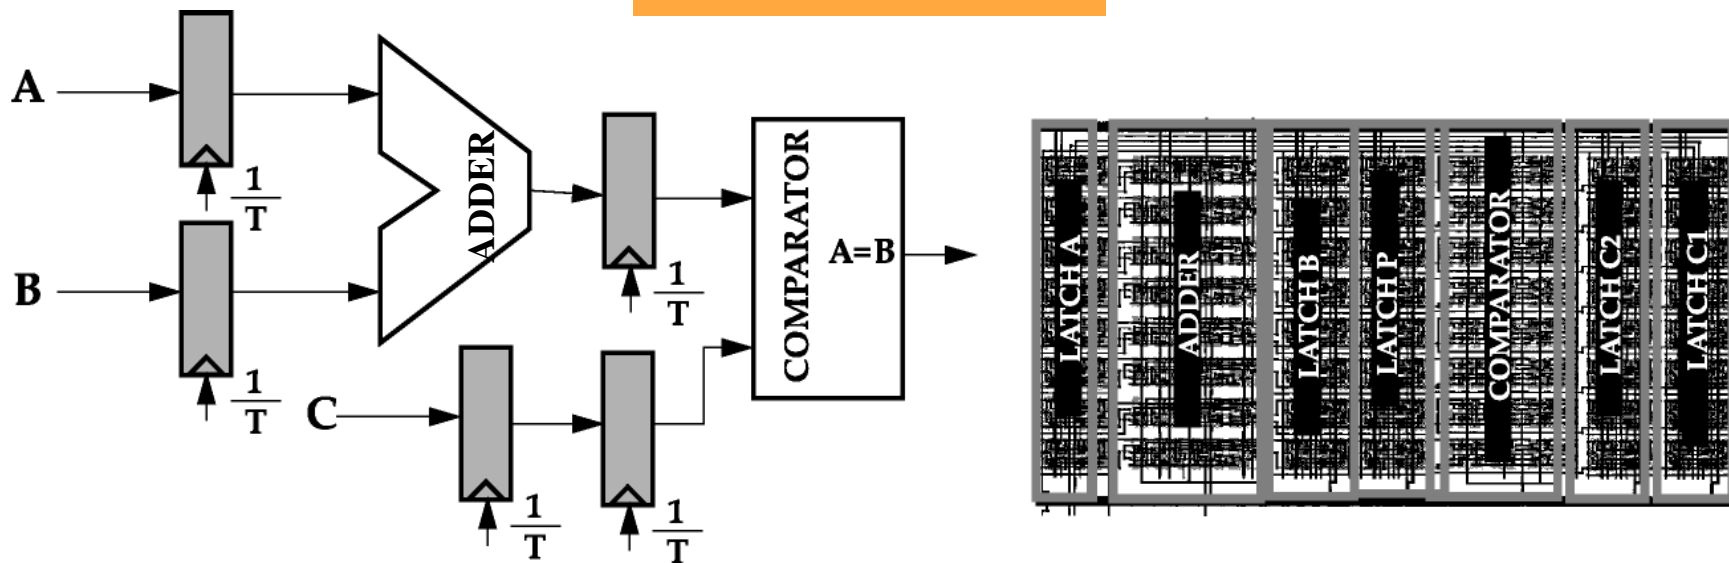 A
1
T
B
1
T
ADDER
1
T
C
1
T
1
T
COMPARATOR
A=B
LATCH A
ADDER
LATCH B
LATCH P
COMPARATOR
LATCH C2
LATCH C1